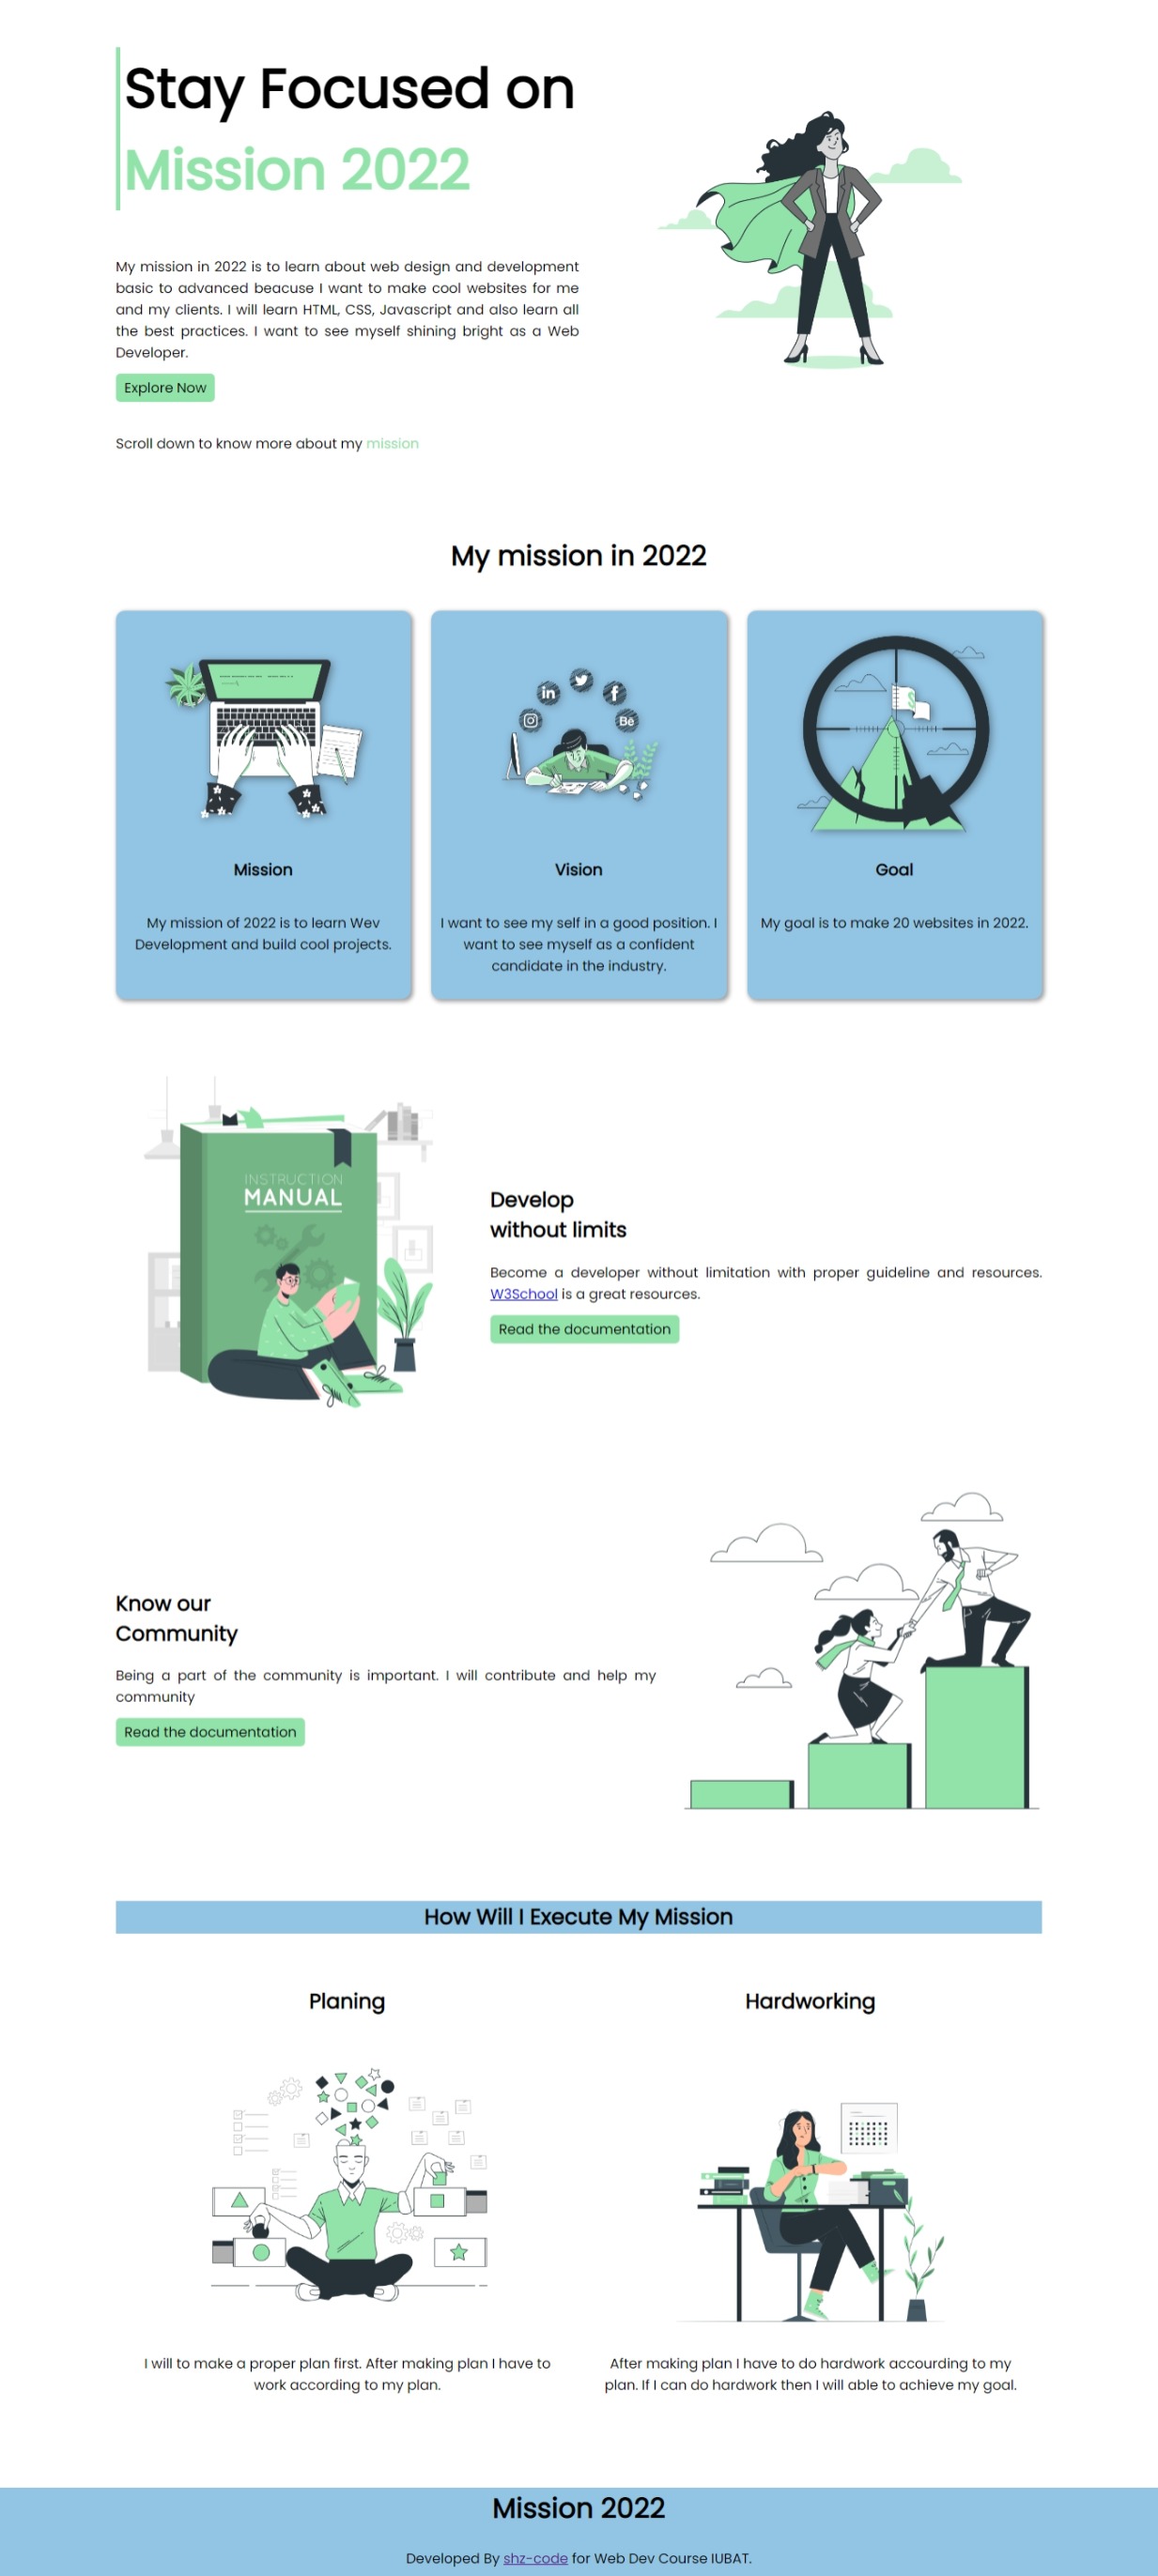 Stay Focused on
Mission 2022
My mission in 2022 is to learn about web design and development
basic to advanced beacuse I want to make cool websites for me
and my clients. I will learn HTML, CSS, Javascript and also learn all
the best practices. I want to see myself shining bright as a Web
Developer.
Explore Now
Scroll down to know more about my mission
My mission in 2022
in
f
Be
$
Mission
My mission of 2022 is to learn Wev
Development and build cool projects.
Vision
I want to see my self in a good position. I
want to see myself as a confident
candidate in the industry.
Goal
My goal is to make 20 websites in 2022.
INSTRUCTION
MANUAL
Develop
without limits
Become a developer without limitation with proper guideline and resources.
W3School is a great resources.
Read the documentation
Know our
Community
Being a part of the community is important. I will contribute and help my
community
Read the documentation
How Will I Execute My Mission
Planing
I will to make a proper plan first. After making plan I have to
work according to my plan.
Hardworking
After making plan I have to do hardwork accourding to my
plan. If I can do hardwork then I will able to achieve my goal.
Mission 2022
Developed By shz-code for Web Dev Course IUBAT.